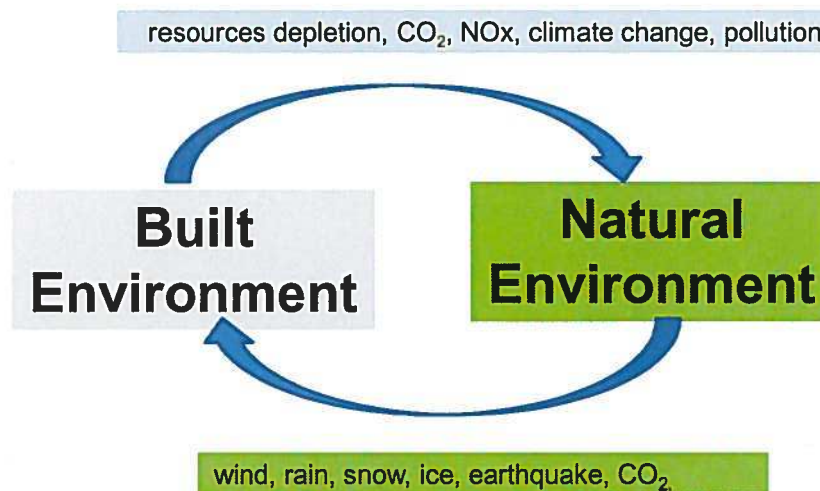 resources depletion, CO₂, NOx, climate change, pollution
Built
Environment
Natural
Environment
wind, rain, snow, ice, earthquake, CO₂